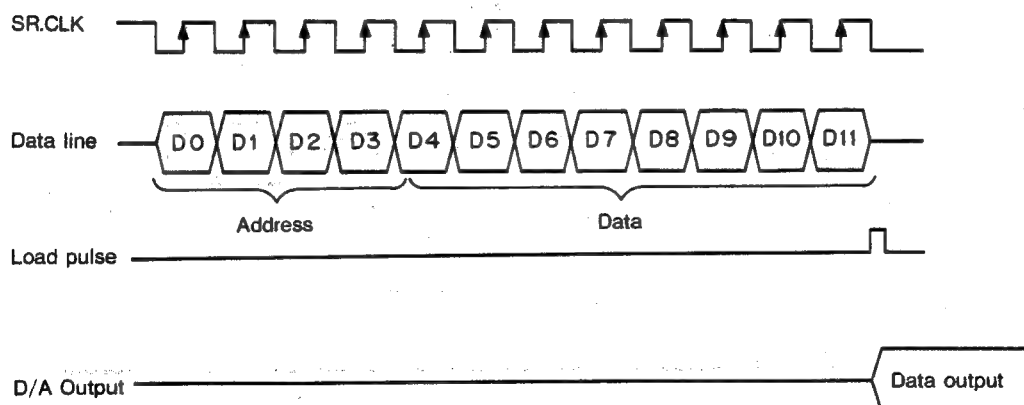 SR.CLK
Data line
D0 D1 D2 D3 D4 D5 D6 D7 D8 D9 D10 D11
Address Data
Load pulse
D/A Output
Data output